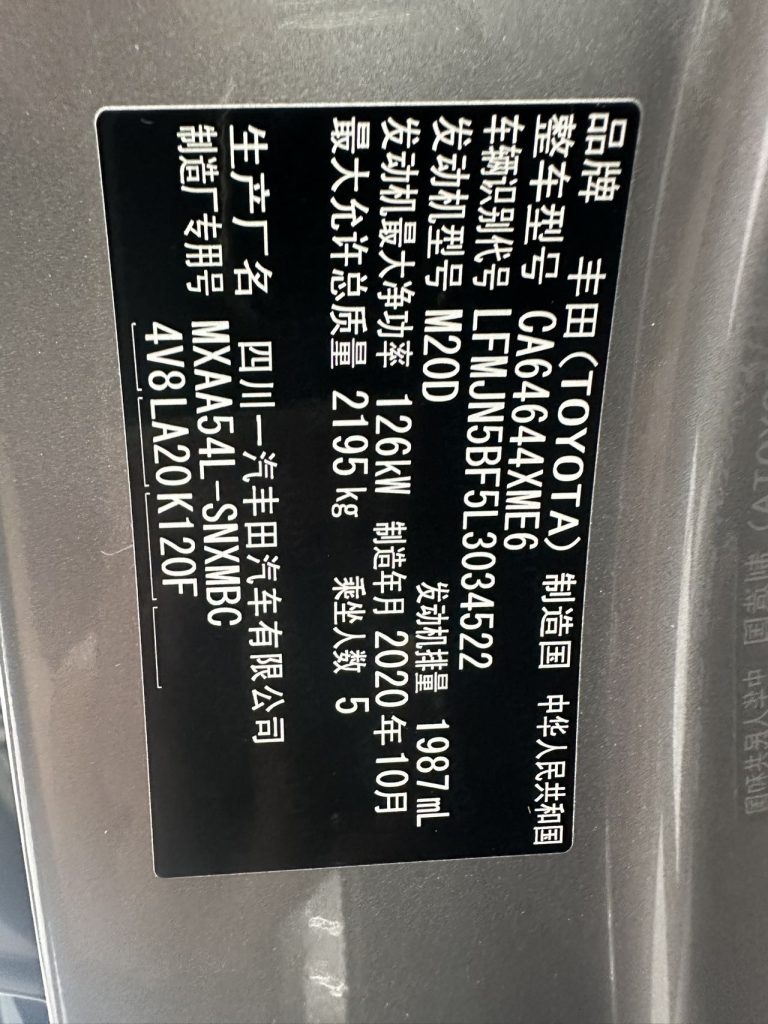 品牌 丰田(TOYOTA) 制造国 中华人民共和国
整车型号 CA64644XME6
车辆识别代号 LFMJN5BF5L3034522
发动机型号 M20D 发动机排量 1987mL
发动机最大净功率 126kW 制造年月 2020年10月
最大允许总质量 2195kg 乘坐人数 5
生产厂名 四川一汽丰田汽车有限公司
制造厂专用号 MXAA54L-SNXMBC
4V8LA20K120F